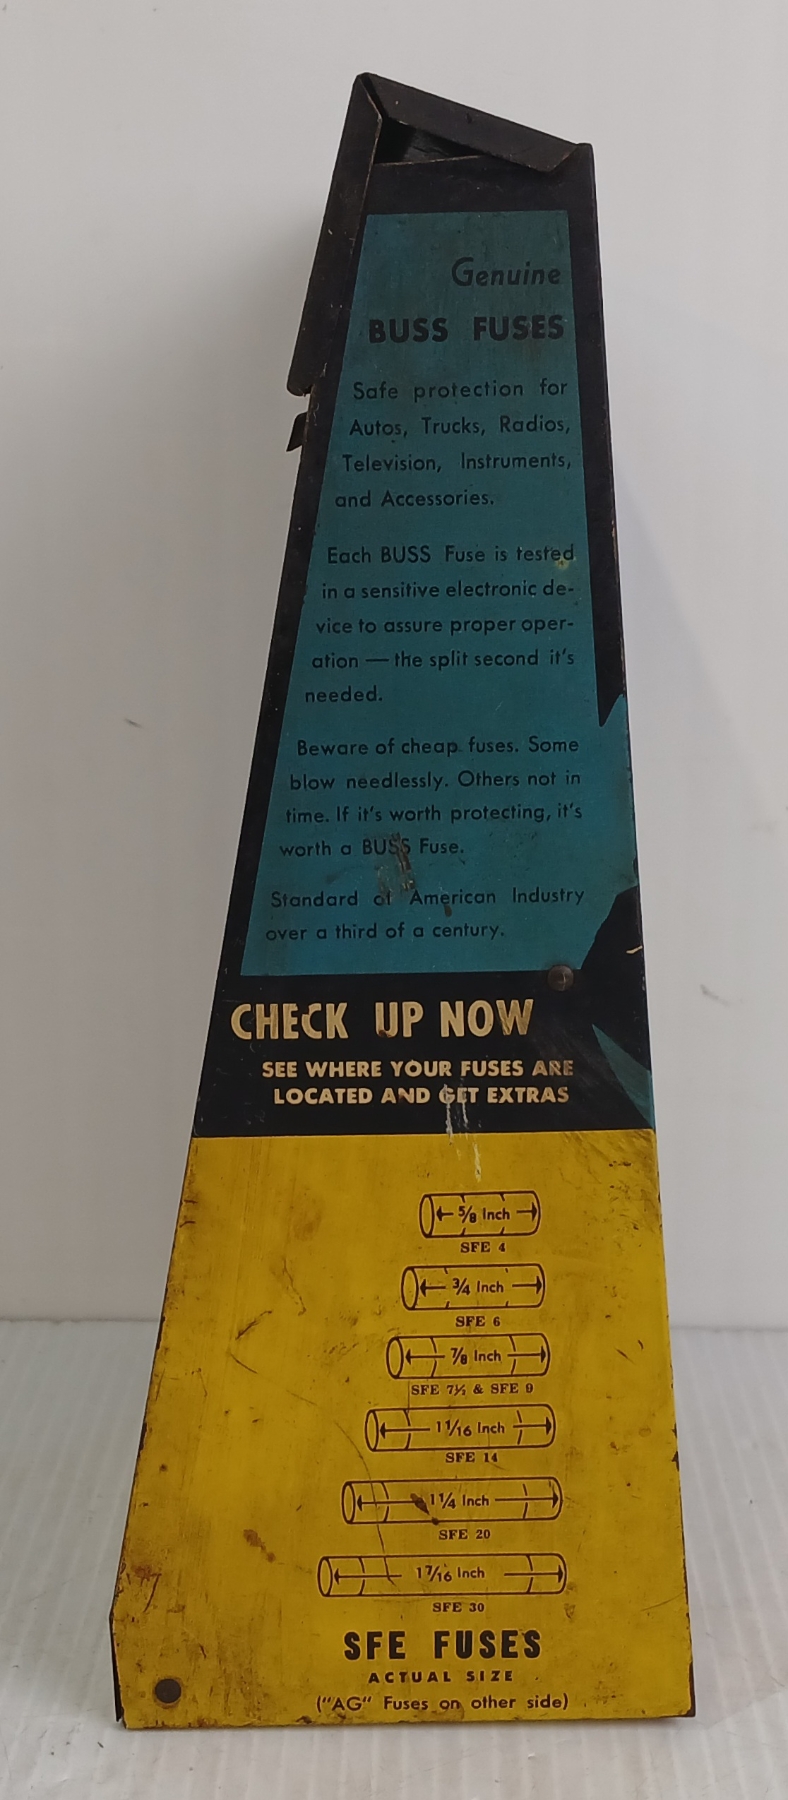 Genuine
BUSS FUSES
Safe protection for
Autos, Trucks, Radios,
Television, Instruments,
and Accessories.
Each BUSS Fuse is tested
in a sensitive electronic de-
vice to assure proper oper-
ation — the split second it's
needed.
Beware of cheap fuses. Some
blow needlessly. Others not in
time. If it's worth protecting, it's
worth a BUSS Fuse.
Standard of American Industry
over a third of a century.
CHECK UP NOW
SEE WHERE YOUR FUSES ARE
LOCATED AND GET EXTRAS
5/8 Inch
SFE 4
3/4 Inch
SFE 6
7/8 Inch
SFE 7½ & SFE 9
1 1/16 Inch
SFE 14
1 1/4 Inch
SFE 20
1 7/16 Inch
SFE 30
SFE FUSES
ACTUAL SIZE
("AG" Fuses on other side)